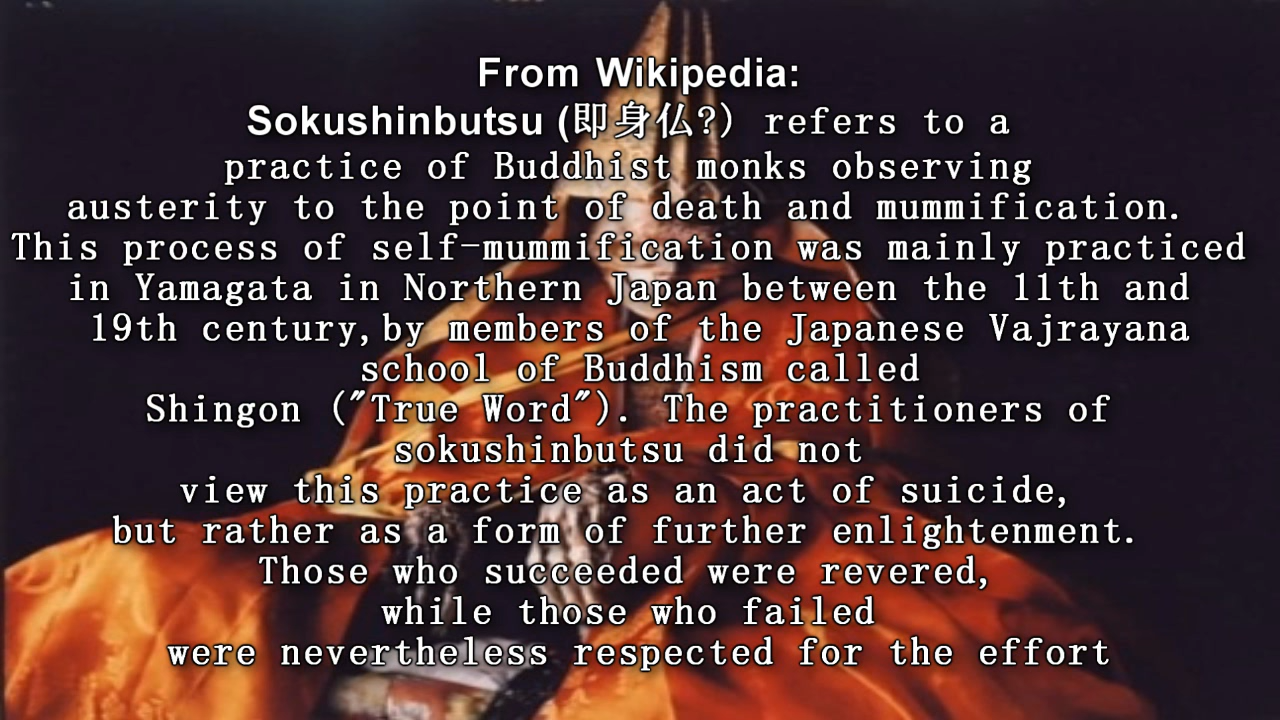 From Wikipedia:
Sokushinbutsu (即身仏?) refers to a
practice of Buddhist monks observing
austerity to the point of death and mummification.
This process of self-mummification was mainly practiced
in Yamagata in Northern Japan between the 11th and
19th century,by members of the Japanese Vajrayana
school of Buddhism called
Shingon ("True Word"). The practitioners of
sokushinbutsu did not
view this practice as an act of suicide,
but rather as a form of further enlightenment.
Those who succeeded were revered,
while those who failed
were nevertheless respected for the effort